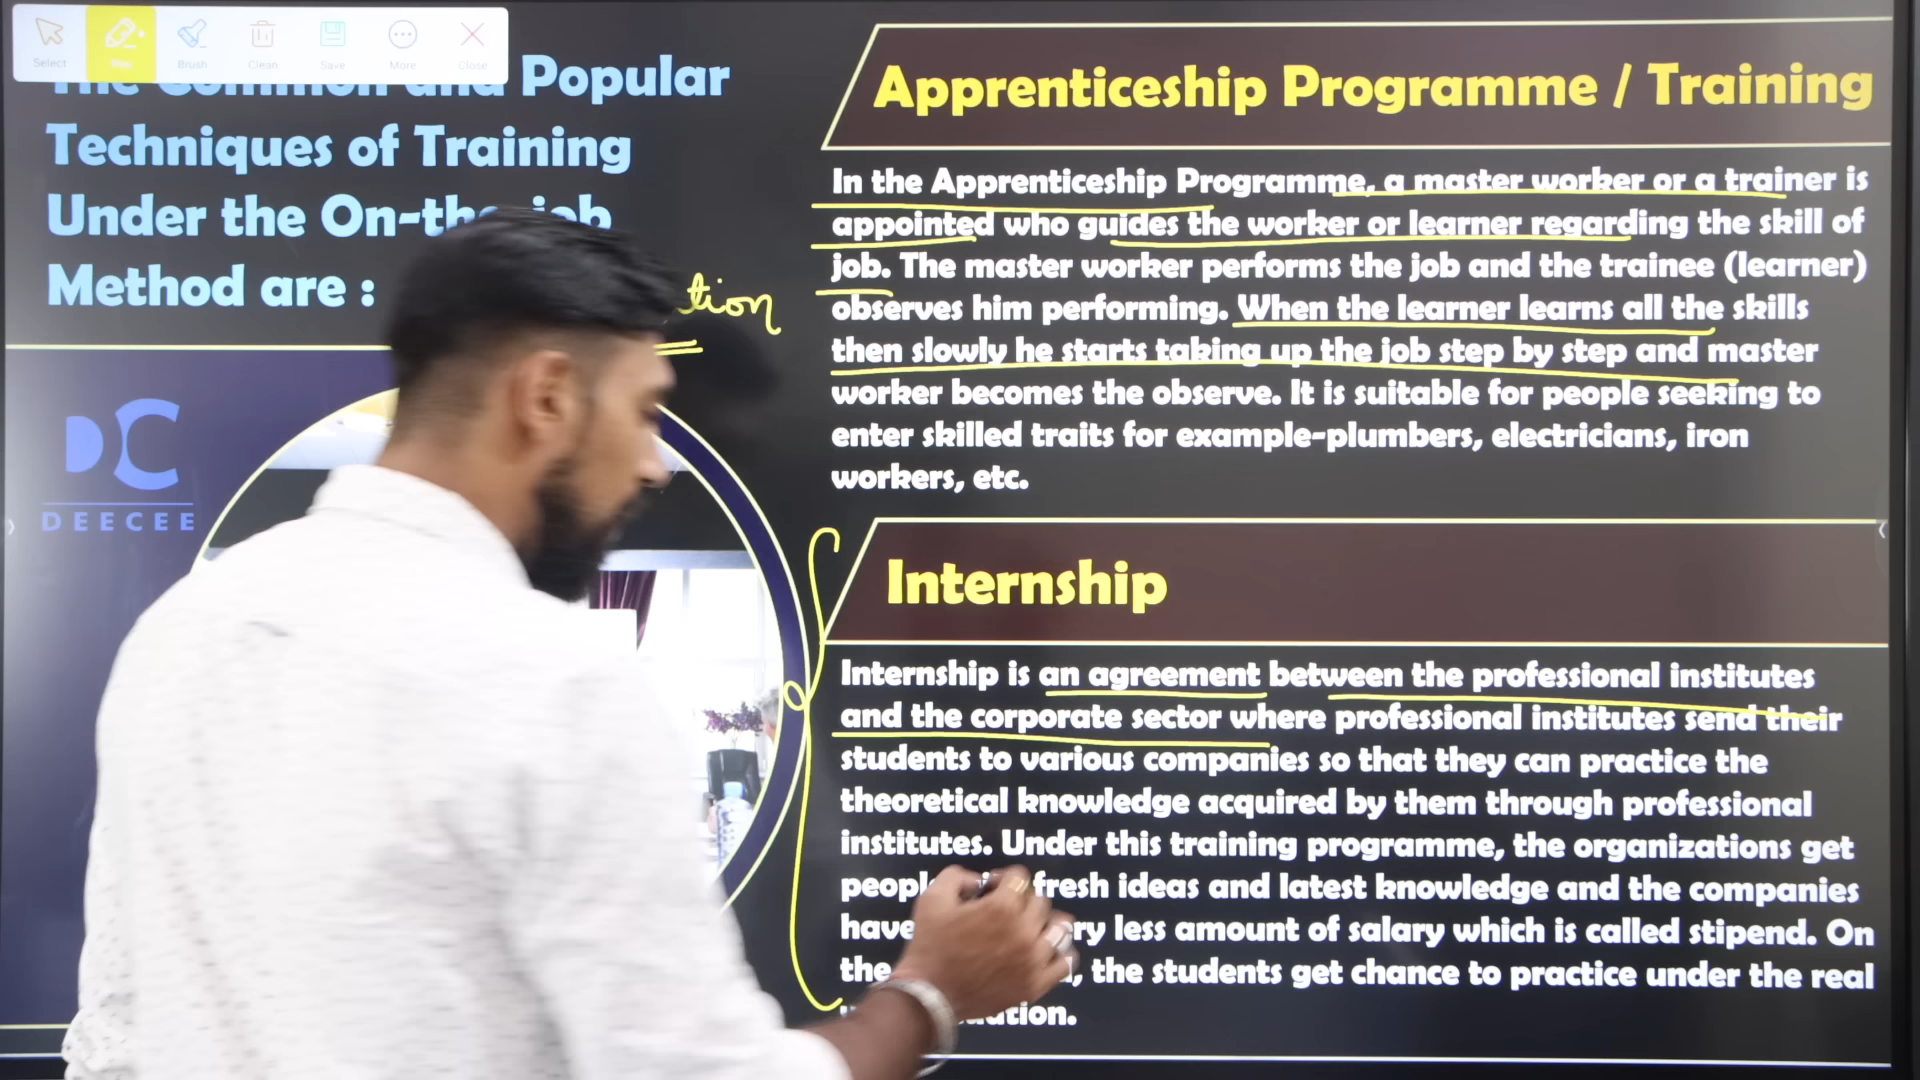 Select
Pen
Brush
Clean
Save
More
Close
The Common and Popular
Techniques of Training
Under the On-the-job
Method are :
tion
DC
DEECEE
Apprenticeship Programme / Training
In the Apprenticeship Programme, a master worker or a trainer is
appointed who guides the worker or learner regarding the skill of
job. The master worker performs the job and the trainee (learner)
observes him performing. When the learner learns all the skills
then slowly he starts taking up the job step by step and master
worker becomes the observe. It is suitable for people seeking to
enter skilled traits for example-plumbers, electricians, iron
workers, etc.
Internship
Internship is an agreement between the professional institutes
and the corporate sector where professional institutes send their
students to various companies so that they can practice the
theoretical knowledge acquired by them through professional
institutes. Under this training programme, the organizations get
fresh ideas and latest knowledge and the companies
have less amount of salary which is called stipend. On
the the students get chance to practice under the real